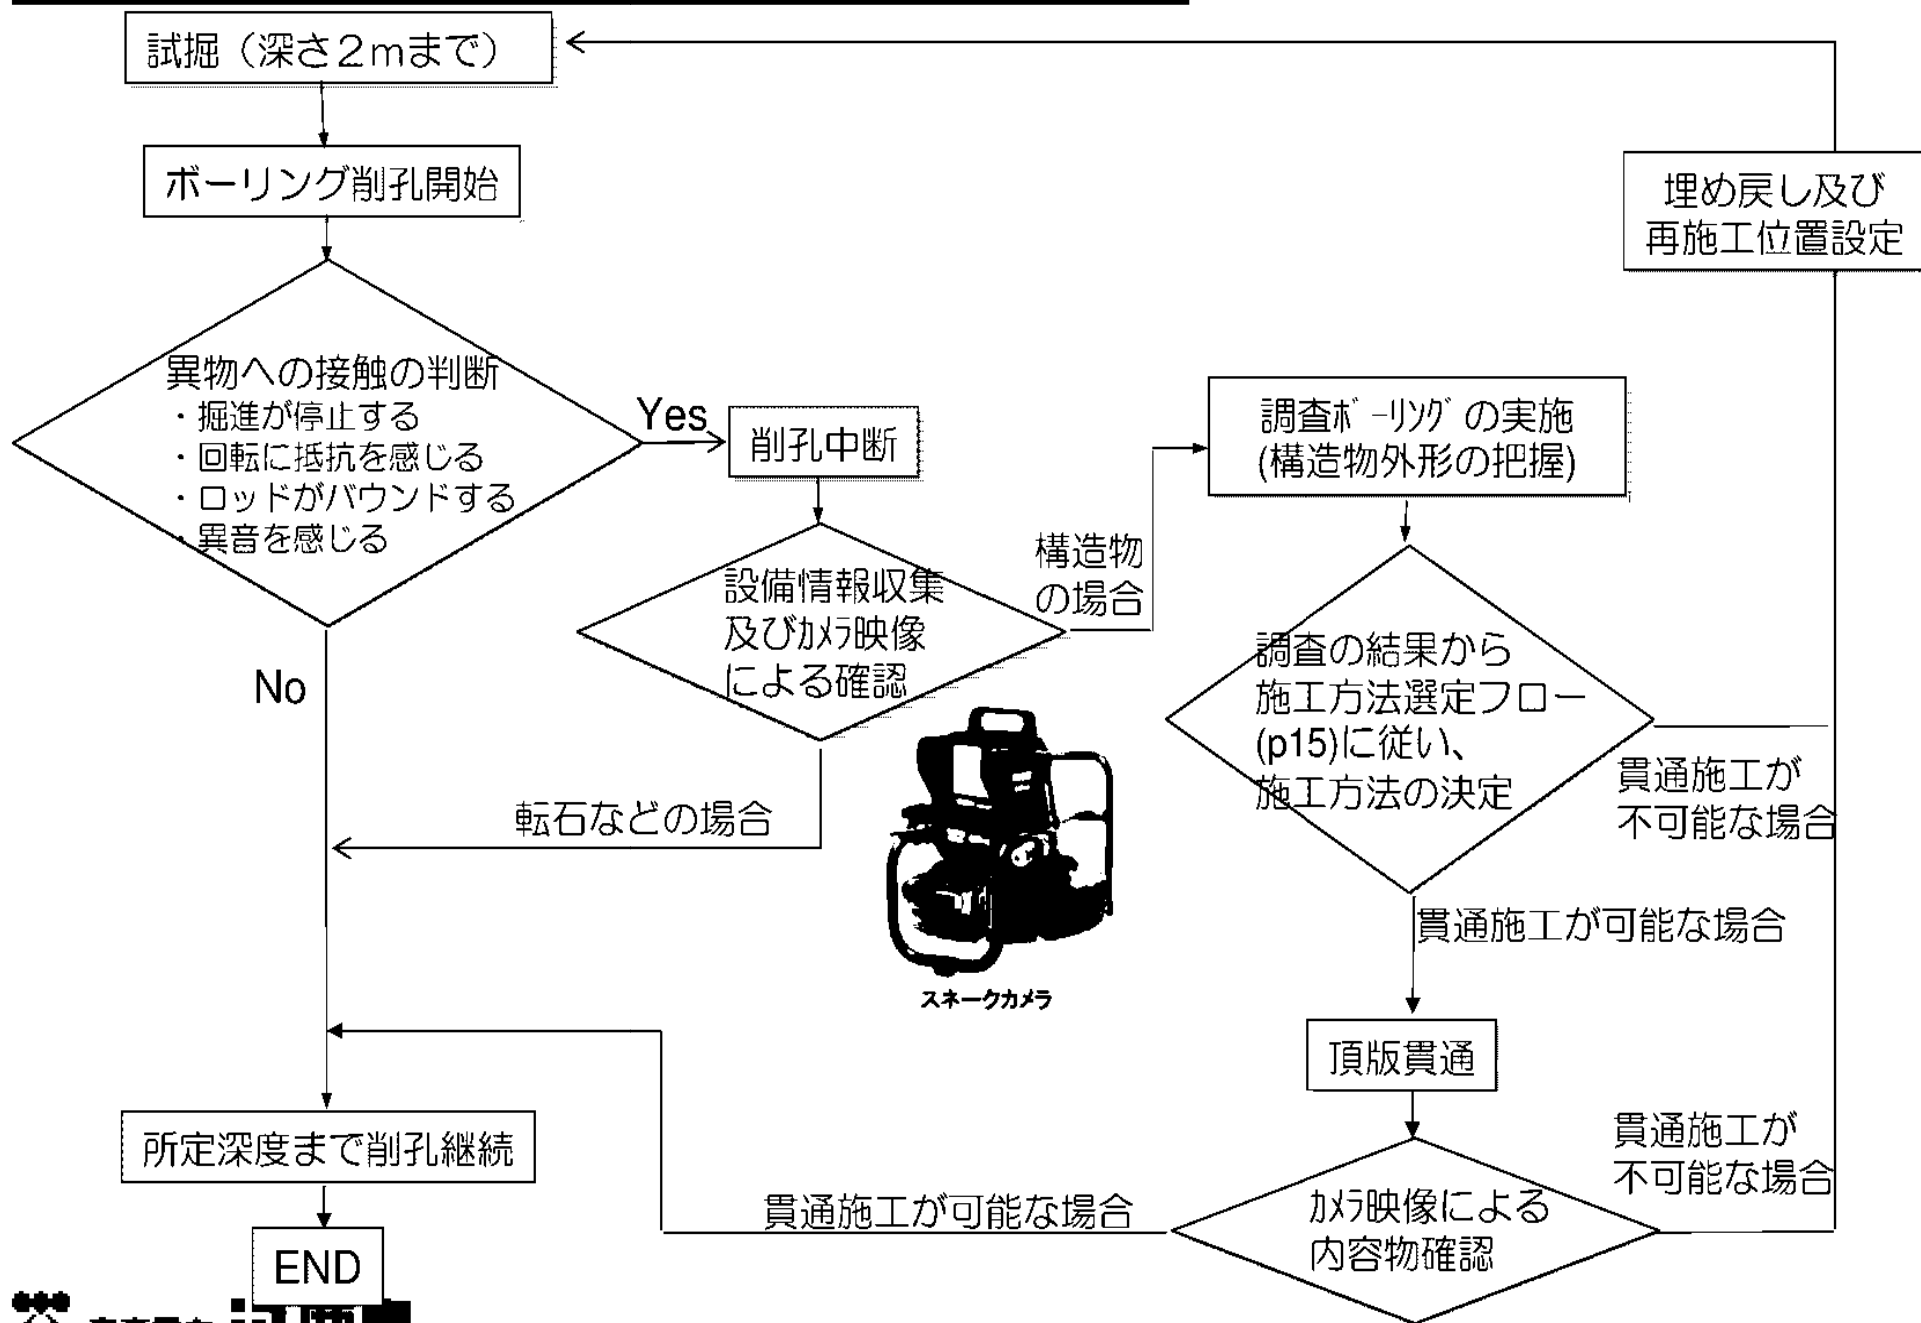 試掘（深さ２ｍまで）
ボーリング削孔開始
埋め戻し及び
再施工位置設定
異物への接触の判断
・掘進が停止する
・回転に抵抗を感じる
・ロッドがバウンドする
・異音を感じる
Yes
削孔中断
調査ﾎﾞｰﾘﾝｸﾞの実施
(構造物外形の把握)
構造物
の場合
設備情報収集
及びｶﾒﾗ映像
による確認
調査の結果から
施工方法選定フロー
(p15)に従い、
施工方法の決定
No
貫通施工が
不可能な場合
転石などの場合
貫通施工が可能な場合
スネークカメラ
頂版貫通
所定深度まで削孔継続
貫通施工が
不可能な場合
貫通施工が可能な場合
ｶﾒﾗ映像による
内容物確認
END